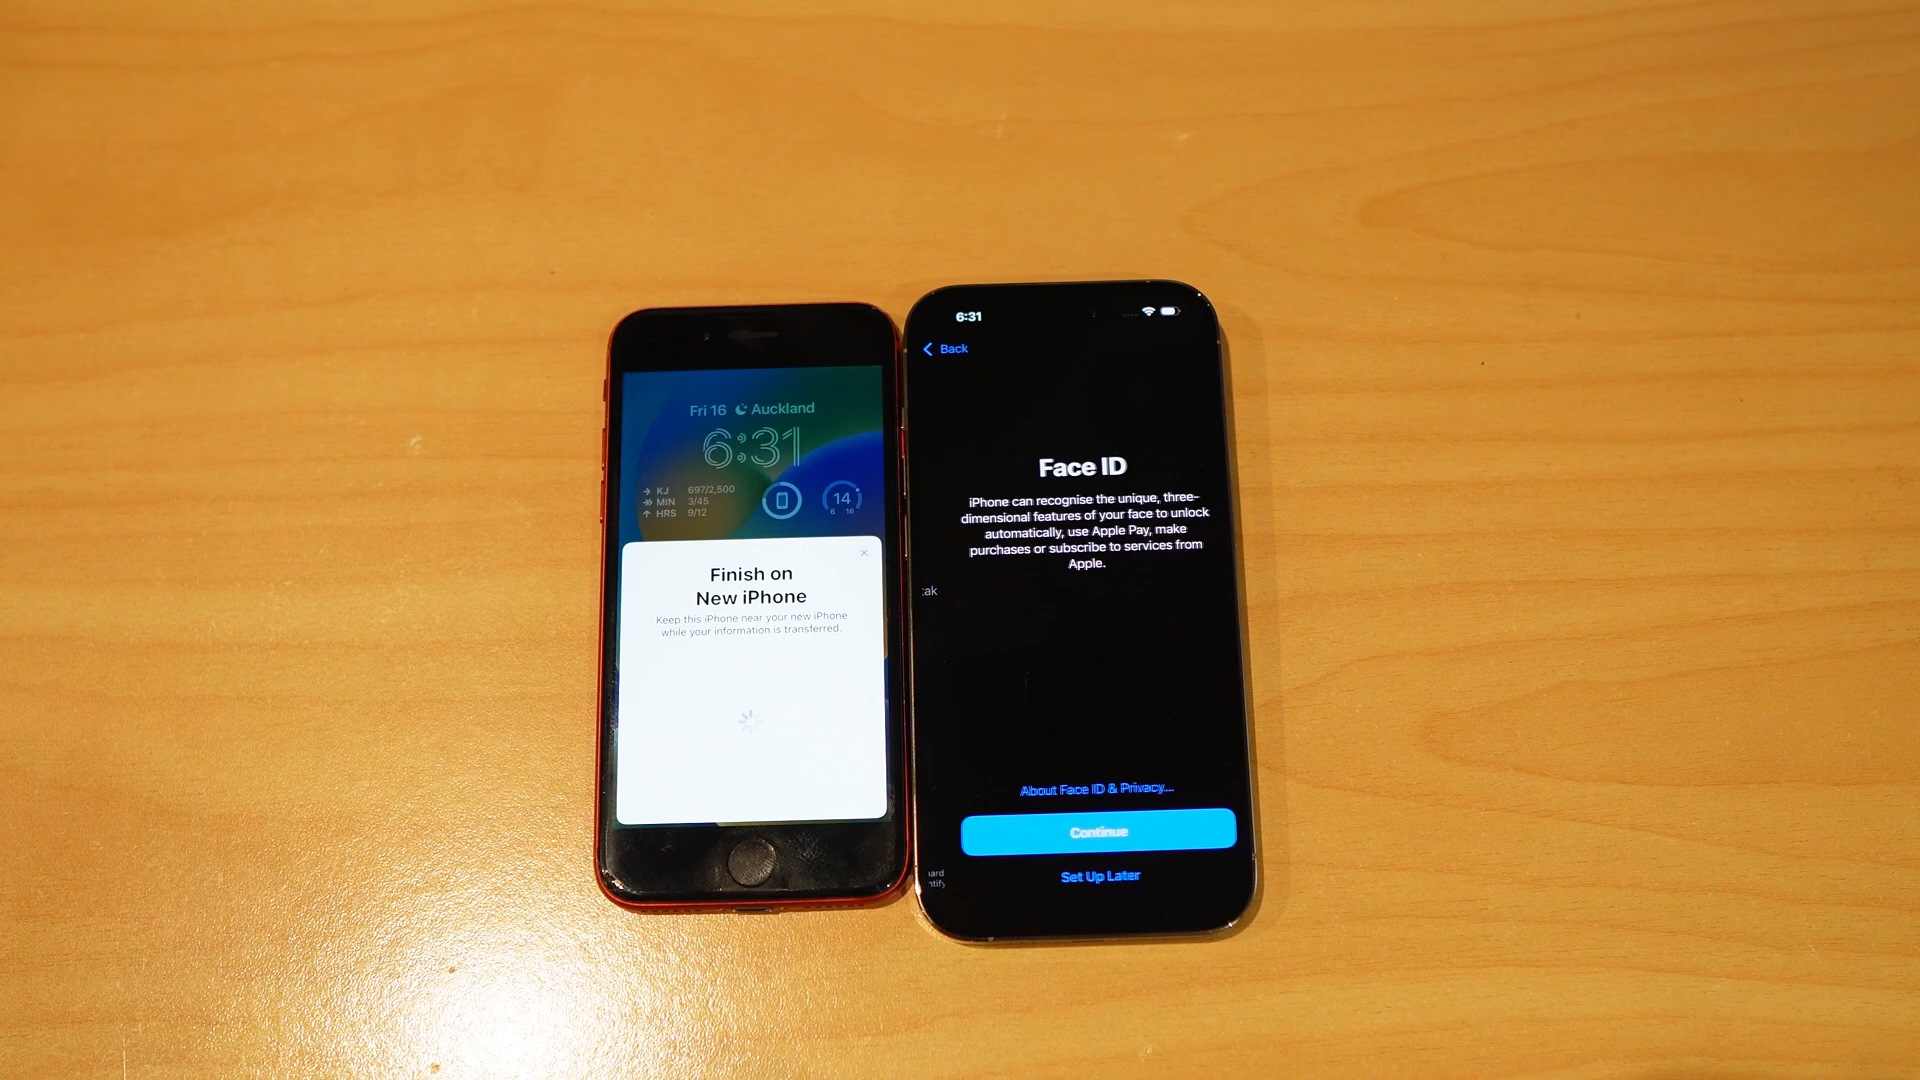 Fri 16 Auckland
6:31
KJ 697/2,500
MIN 3/45
HRS 9/12
14
6 16
Finish on
New iPhone
Keep this iPhone near your new iPhone
while your information is transferred.
6:31
Back
Face ID
iPhone can recognise the unique, three-
dimensional features of your face to unlock
automatically, use Apple Pay, make
purchases or subscribe to services from
Apple.
About Face ID & Privacy...
Continue
Set Up Later